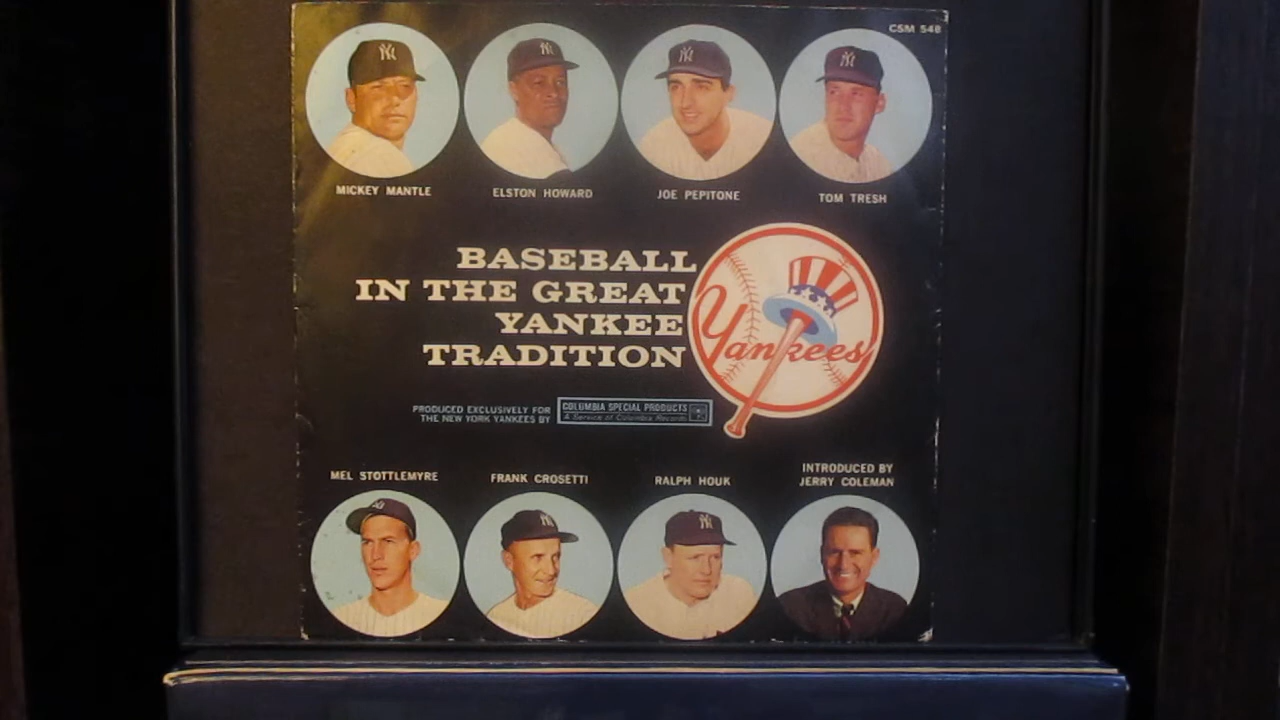 CSM 548
MICKEY MANTLE
ELSTON HOWARD
JOE PEPITONE
TOM TRESH
BASEBALL
IN THE GREAT
YANKEE
TRADITION
Yankees
PRODUCED EXCLUSIVELY FOR
THE NEW YORK YANKEES BY
COLUMBIA SPECIAL PRODUCTS
A Service of Columbia Records
MEL STOTTLEMYRE
FRANK CROSETTI
RALPH HOUK
INTRODUCED BY
JERRY COLEMAN